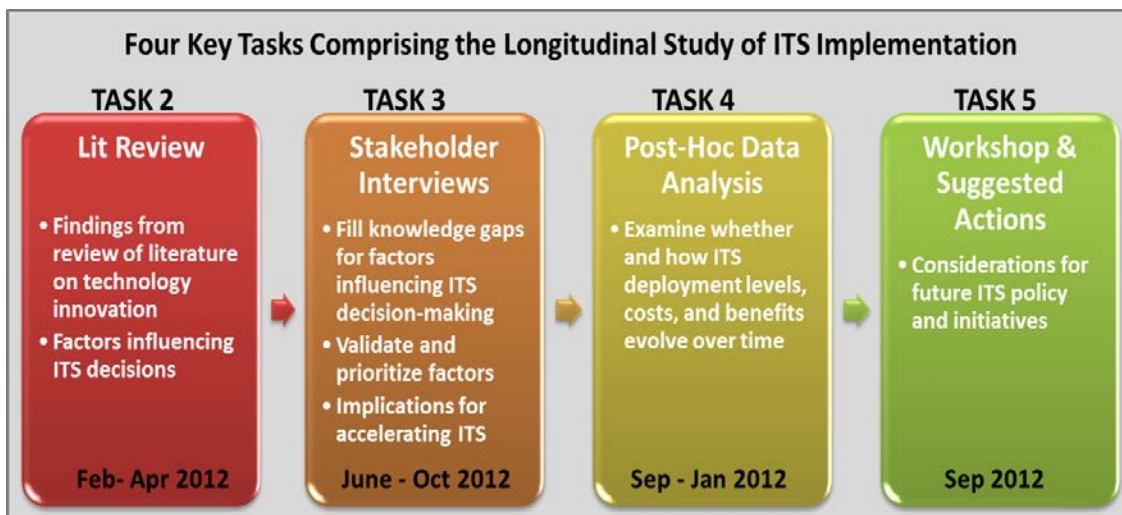 Four Key Tasks Comprising the Longitudinal Study of ITS Implementation
TASK 2
Lit Review
• Findings from
review of literature
on technology
innovation
• Factors influencing
ITS decisions
Feb- Apr 2012
TASK 3
Stakeholder
Interviews
• Fill knowledge gaps
for factors
influencing ITS
decision-making
• Validate and
prioritize factors
• Implications for
accelerating ITS
June - Oct 2012
TASK 4
Post-Hoc Data
Analysis
• Examine whether
and how ITS
deployment levels,
costs, and benefits
evolve over time
Sep - Jan 2012
TASK 5
Workshop &
Suggested
Actions
• Considerations for
future ITS policy
and initiatives
Sep 2012